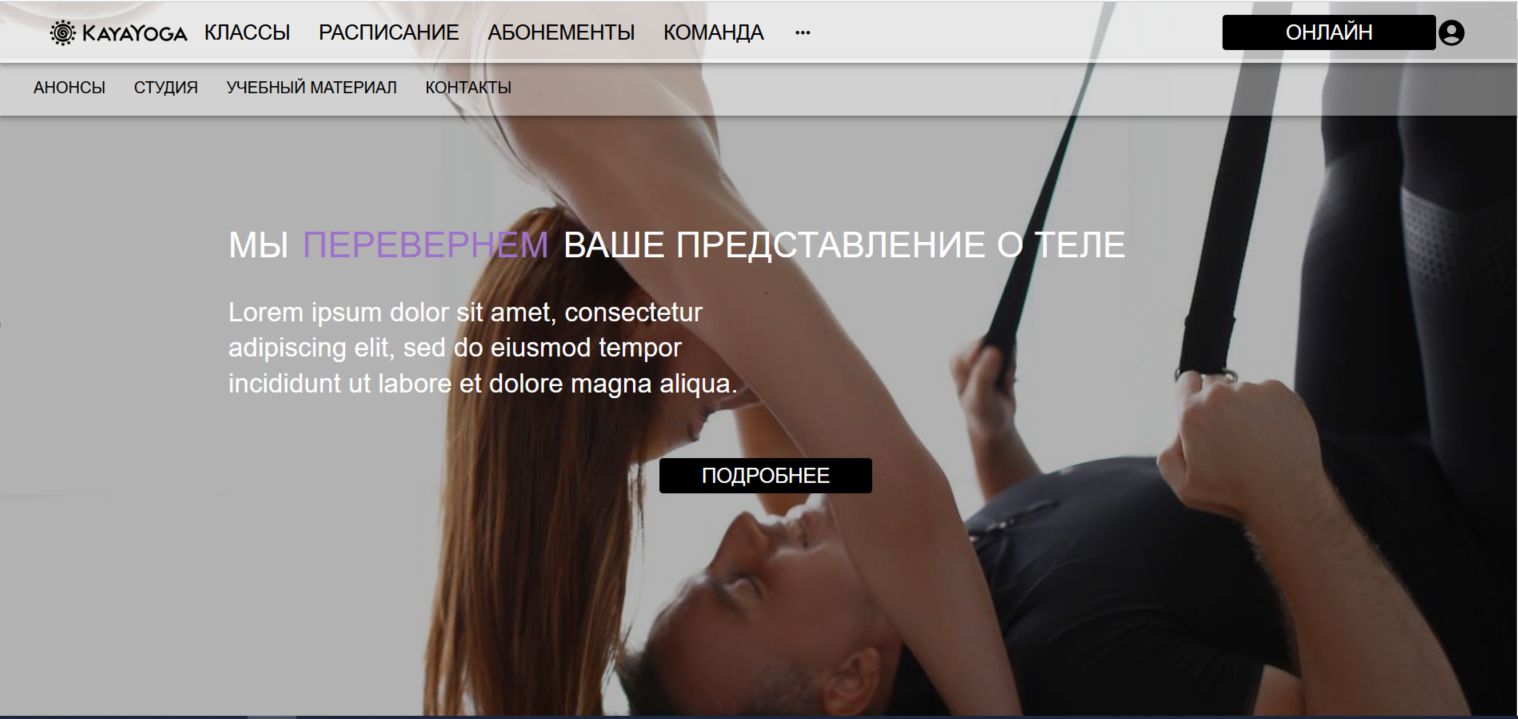 KAYAYOGA КЛАССЫ РАСПИСАНИЕ АБОНЕМЕНТЫ КОМАНДА ... ОНЛАЙН
АНОНСЫ СТУДИЯ УЧЕБНЫЙ МАТЕРИАЛ КОНТАКТЫ
МЫ ПЕРЕВЕРНЕМ ВАШЕ ПРЕДСТАВЛЕНИЕ О ТЕЛЕ
Lorem ipsum dolor sit amet, consectetur
adipiscing elit, sed do eiusmod tempor
incididunt ut labore et dolore magna aliqua.
ПОДРОБНЕЕ